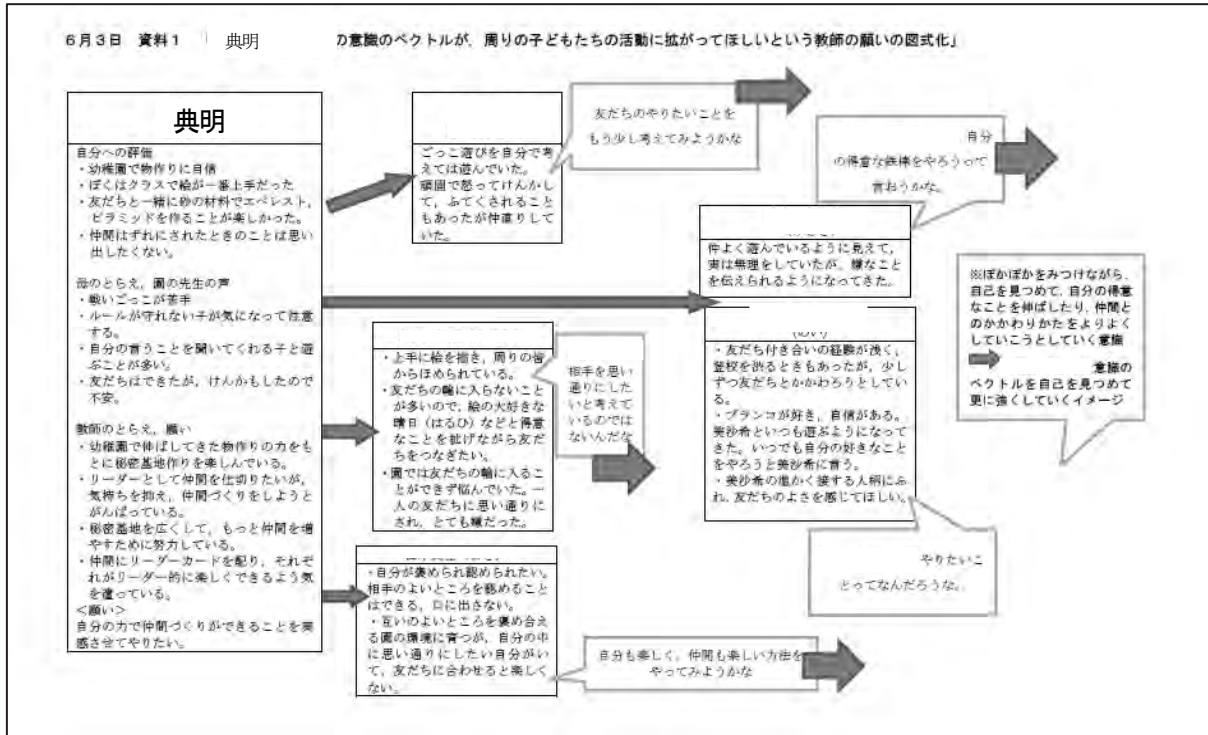 6月3日 資料1 典明 の意識のベクトルが,周りの子どもたちの活動に拡がってほしいという教師の願いの図式化」
典明
自分への評価
・幼稚園で物作りに自信
・ぼくはクラスで絵が一番上手だった
・友だちと一緒に砂の材料でエベレスト,
ピラミッドを作ることが楽しかった。
・仲間はずれにされたときのことは思い
出したくない。
母のとらえ,園の先生の声
・戦いごっこが苦手
・ルールが守れない子が気になって注意
する。
・自分の言うことを聞いてくれる子と遊
ぶことが多い。
・友だちはできたが,けんかもしたので
不安。
教師のとらえ,願い
・幼稚園で伸ばしてきた物作りの力をも
とに秘密基地作りを楽しんでいる。
・リーダーとして仲間を仕切りたいが,
気持ちを抑え,仲間づくりをしようと
がんばっている。
・秘密基地を広くして,もっと仲間を増
やすために努力している。
・仲間にリーダーカードを配り,それぞ
れがリーダー的に楽しくできるよう気
を遣っている。
<願い>
自分の力で仲間づくりができることを実
感させてやりたい。
ごっこ遊びを自分で考
えては遊んでいた。
頑固で怒ってけんかし
て,ふてくされること
もあったが仲直りして
いた。
友だちのやりたいことを
もう少し考えてみようかな
自分
の得意な鉄棒をやろうって
言おうかな。
仲よく遊んでいるように見えて,
実は無理をしていたが,嫌なこと
を伝えられるようになってきた。
・上手に絵を描き,周りの皆
からほめられている。
・友だちの輪に入らないこと
が多いので,絵の大好きな
晴日(はるひ)などと得意
なことを拡げながら友だ
ちをつなぎたい。
・園では友だちの輪に入るこ
とができず悩んでいた。一
人の友だちに思い通りに
され,とても嫌だった。
相手を思い
通りにした
いと考えて
いるのでは
ないんだな
・友だち付き合いの経験が浅く,
登校を渋るときもあったが,少し
ずつ友だちとかかわろうとしてい
る。
・ブランコが好き,自信がある。
美沙希といつも遊ぶようになって
きた。いつでも自分の好きなこと
をやろうと美沙希に言う。
・美沙希の温かく接する人柄にふ
れ,友だちのよさを感じてほしい。
※ぽかぽかをみつけながら,
自己を見つめて,自分の得意
なことを伸ばしたり,仲間と
のかかわりかたをよりよく
していこうとしていく意識
意識の
ベクトルを自己を見つめて
更に強くしていくイメージ
やりたいこ
とってなんだろうな。
・自分が褒められ認められたい。
相手のよいところを認めること
はできる,口に出さない。
・互いのよいところを褒め合え
る園の環境に育つが,自分の中
に思い通りにしたい自分がい
て,友だちに合わせると楽しく
ない。
自分も楽しく,仲間も楽しい方法を
やってみようかな